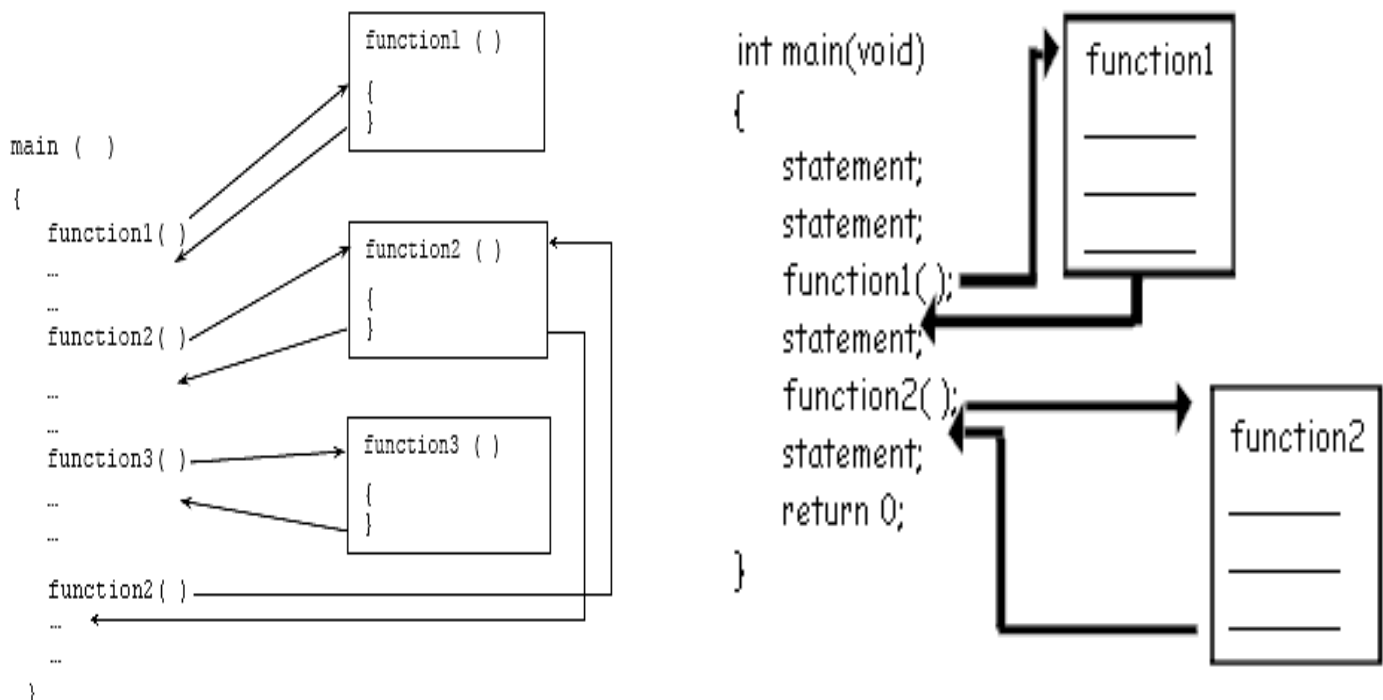 main ( )
{
function1( )
…
…
function2( )
…
…
function3( )
…
…
function2( )
…
…
}
function1 ( )
{
}
function2 ( )
{
}
function3 ( )
{
}
int main(void)
{
statement;
statement;
function1( );
statement;
function2( );
statement;
return 0;
}
function1
function2